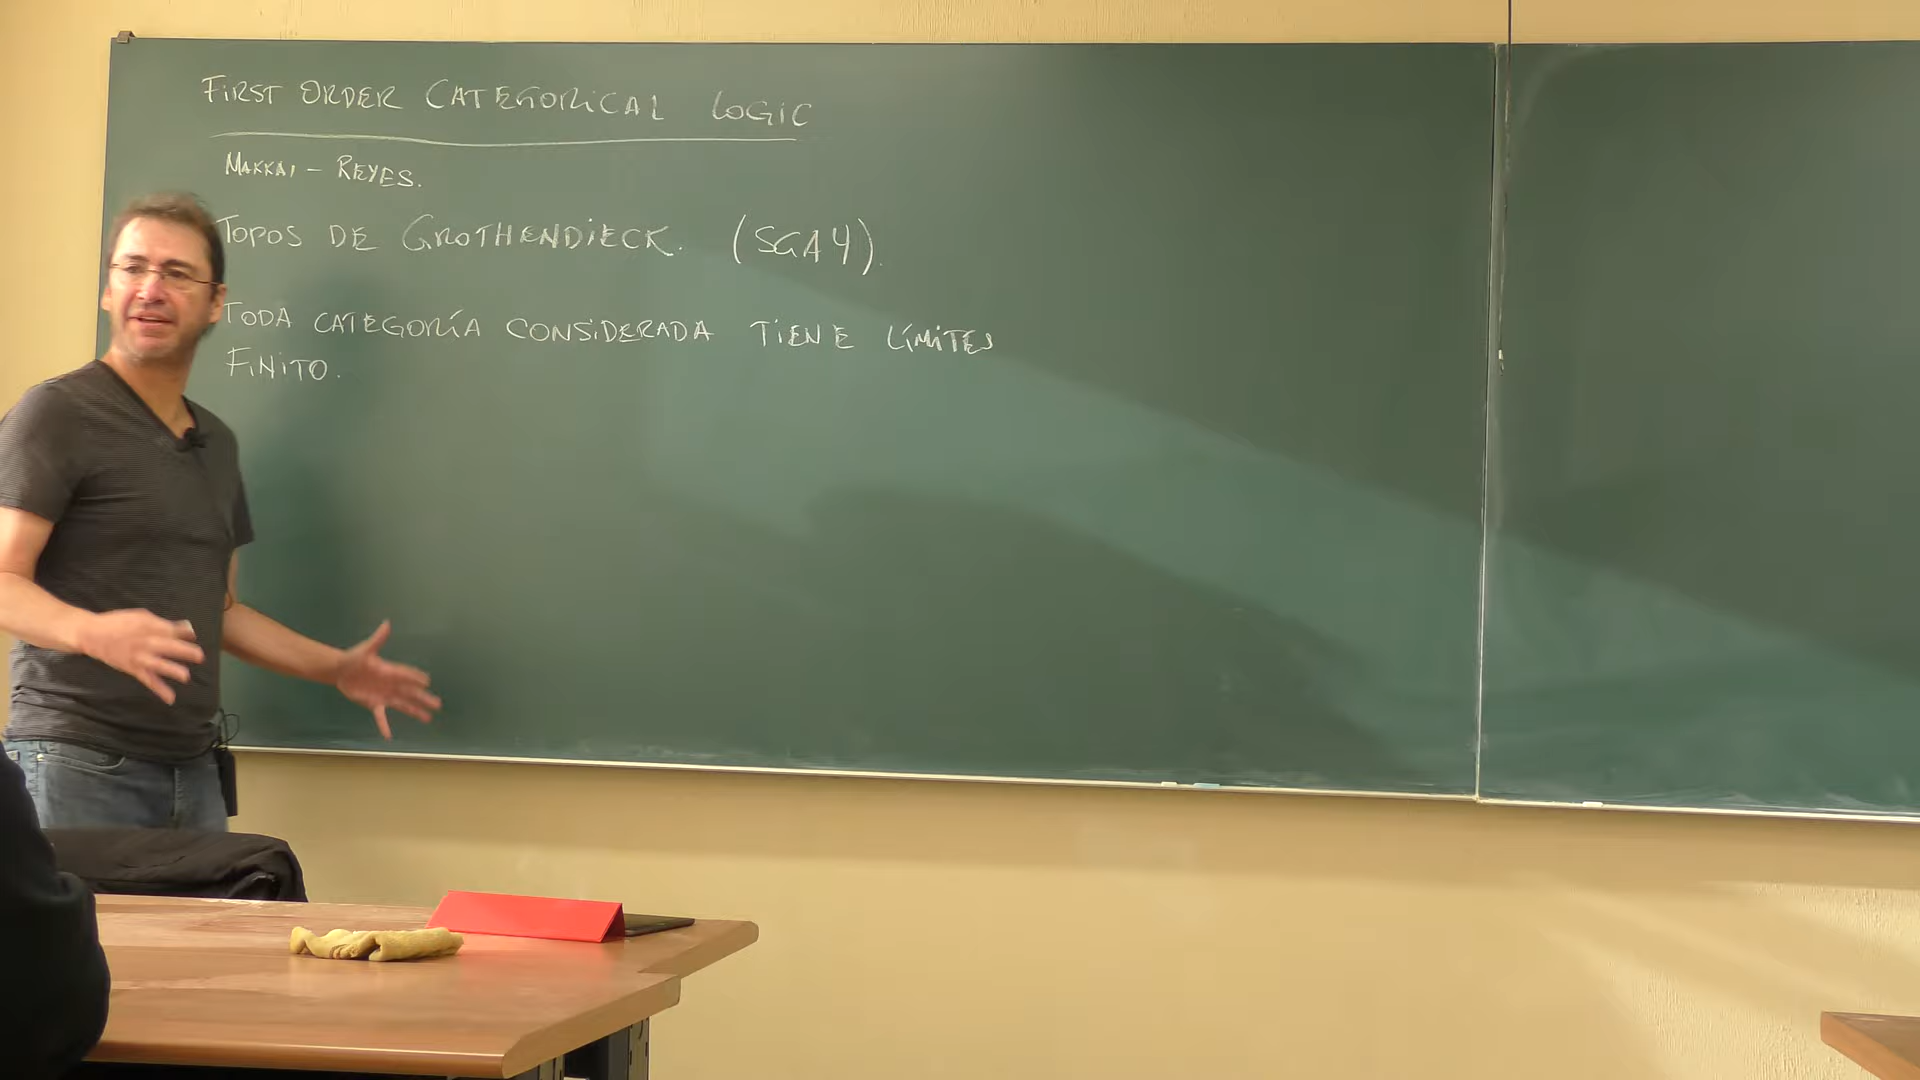 FIRST ORDER CATEGORICAL LOGIC
MAKKAI - REYES.
TOPOS DE GROTHENDIECK. (SGA4).
TODA CATEGORÍA CONSIDERADA TIENE LÍMITES
FINITO.